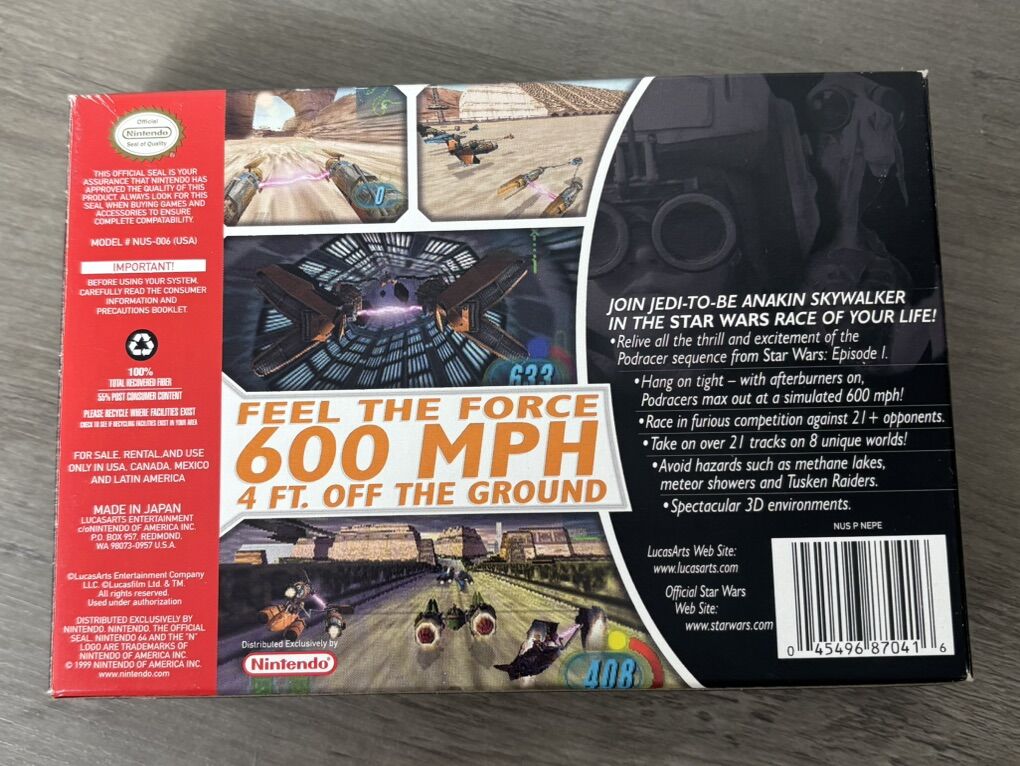 Official
Nintendo
Seal of Quality
®
THIS OFFICIAL SEAL IS YOUR
ASSURANCE THAT NINTENDO HAS
APPROVED THE QUALITY OF THIS
PRODUCT. ALWAYS LOOK FOR THIS
SEAL WHEN BUYING GAMES AND
ACCESSORIES TO ENSURE
COMPLETE COMPATABILITY.
MODEL # NUS-006 (USA)
IMPORTANT!
BEFORE USING YOUR SYSTEM,
CAREFULLY READ THE CONSUMER
INFORMATION AND
PRECAUTIONS BOOKLET.
100%
TOTAL RECOVERED FIBER
55% POST CONSUMER CONTENT
PLEASE RECYCLE WHERE FACILITIES EXIST
CHECK TO SEE IF RECYCLING FACILITIES EXIST IN YOUR AREA
FOR SALE, RENTAL,AND USE
ONLY IN USA, CANADA, MEXICO
AND LATIN AMERICA
MADE IN JAPAN
LUCASARTS ENTERTAINMENT
c/oNINTENDO OF AMERICA INC.
P.O. BOX 957, REDMOND,
WA 98073-0957 U.S.A.
©LucasArts Entertainment Company
LLC. ©Lucasfilm Ltd. & TM.
All rights reserved.
Used under authorization
DISTRIBUTED EXCLUSIVELY BY
NINTENDO. NINTENDO, THE OFFICIAL
SEAL, NINTENDO 64 AND THE "N"
LOGO ARE TRADEMARKS OF
NINTENDO OF AMERICA INC.
© 1999 NINTENDO OF AMERICA INC.
www.nintendo.com
0
633
FEEL THE FORCE
600 MPH
4 FT. OFF THE GROUND
408
Distributed Exclusively by
Nintendo®
JOIN JEDI-TO-BE ANAKIN SKYWALKER
IN THE STAR WARS RACE OF YOUR LIFE!
•Relive all the thrill and excitement of the
Podracer sequence from Star Wars: Episode I.
•Hang on tight – with afterburners on,
Podracers max out at a simulated 600 mph!
•Race in furious competition against 21+ opponents.
•Take on over 21 tracks on 8 unique worlds!
•Avoid hazards such as methane lakes,
meteor showers and Tusken Raiders.
•Spectacular 3D environments.
NUS P NEPE
LucasArts Web Site:
www.lucasarts.com
Official Star Wars
Web Site:
www.starwars.com
0 45496 87041 6